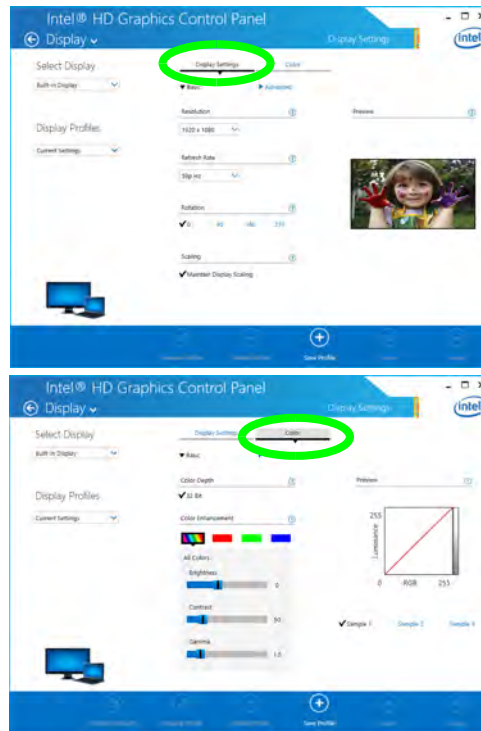 Intel® HD Graphics Control Panel
Display
Display Settings
intel
Select Display
Display Settings
Color
Built-in Display
Basic
Advanced
Display Profiles
Resolution
Preview
1920 x 1080
Current Settings
Refresh Rate
Rotation
0
90
180
270
Scaling
Maintain Display Scaling
Save Profile
Intel® HD Graphics Control Panel
Display
Display Settings
intel
Select Display
Display Settings
Color
Built-in Display
Basic
Color Depth
Preview
32 Bit
Display Profiles
Current Settings
Color Enhancement
255
Luminance
All Colors
Brightness
0
0
RGB
255
Contrast
50
Sample 1
Sample 2
Gamma
1.0
Save Profile